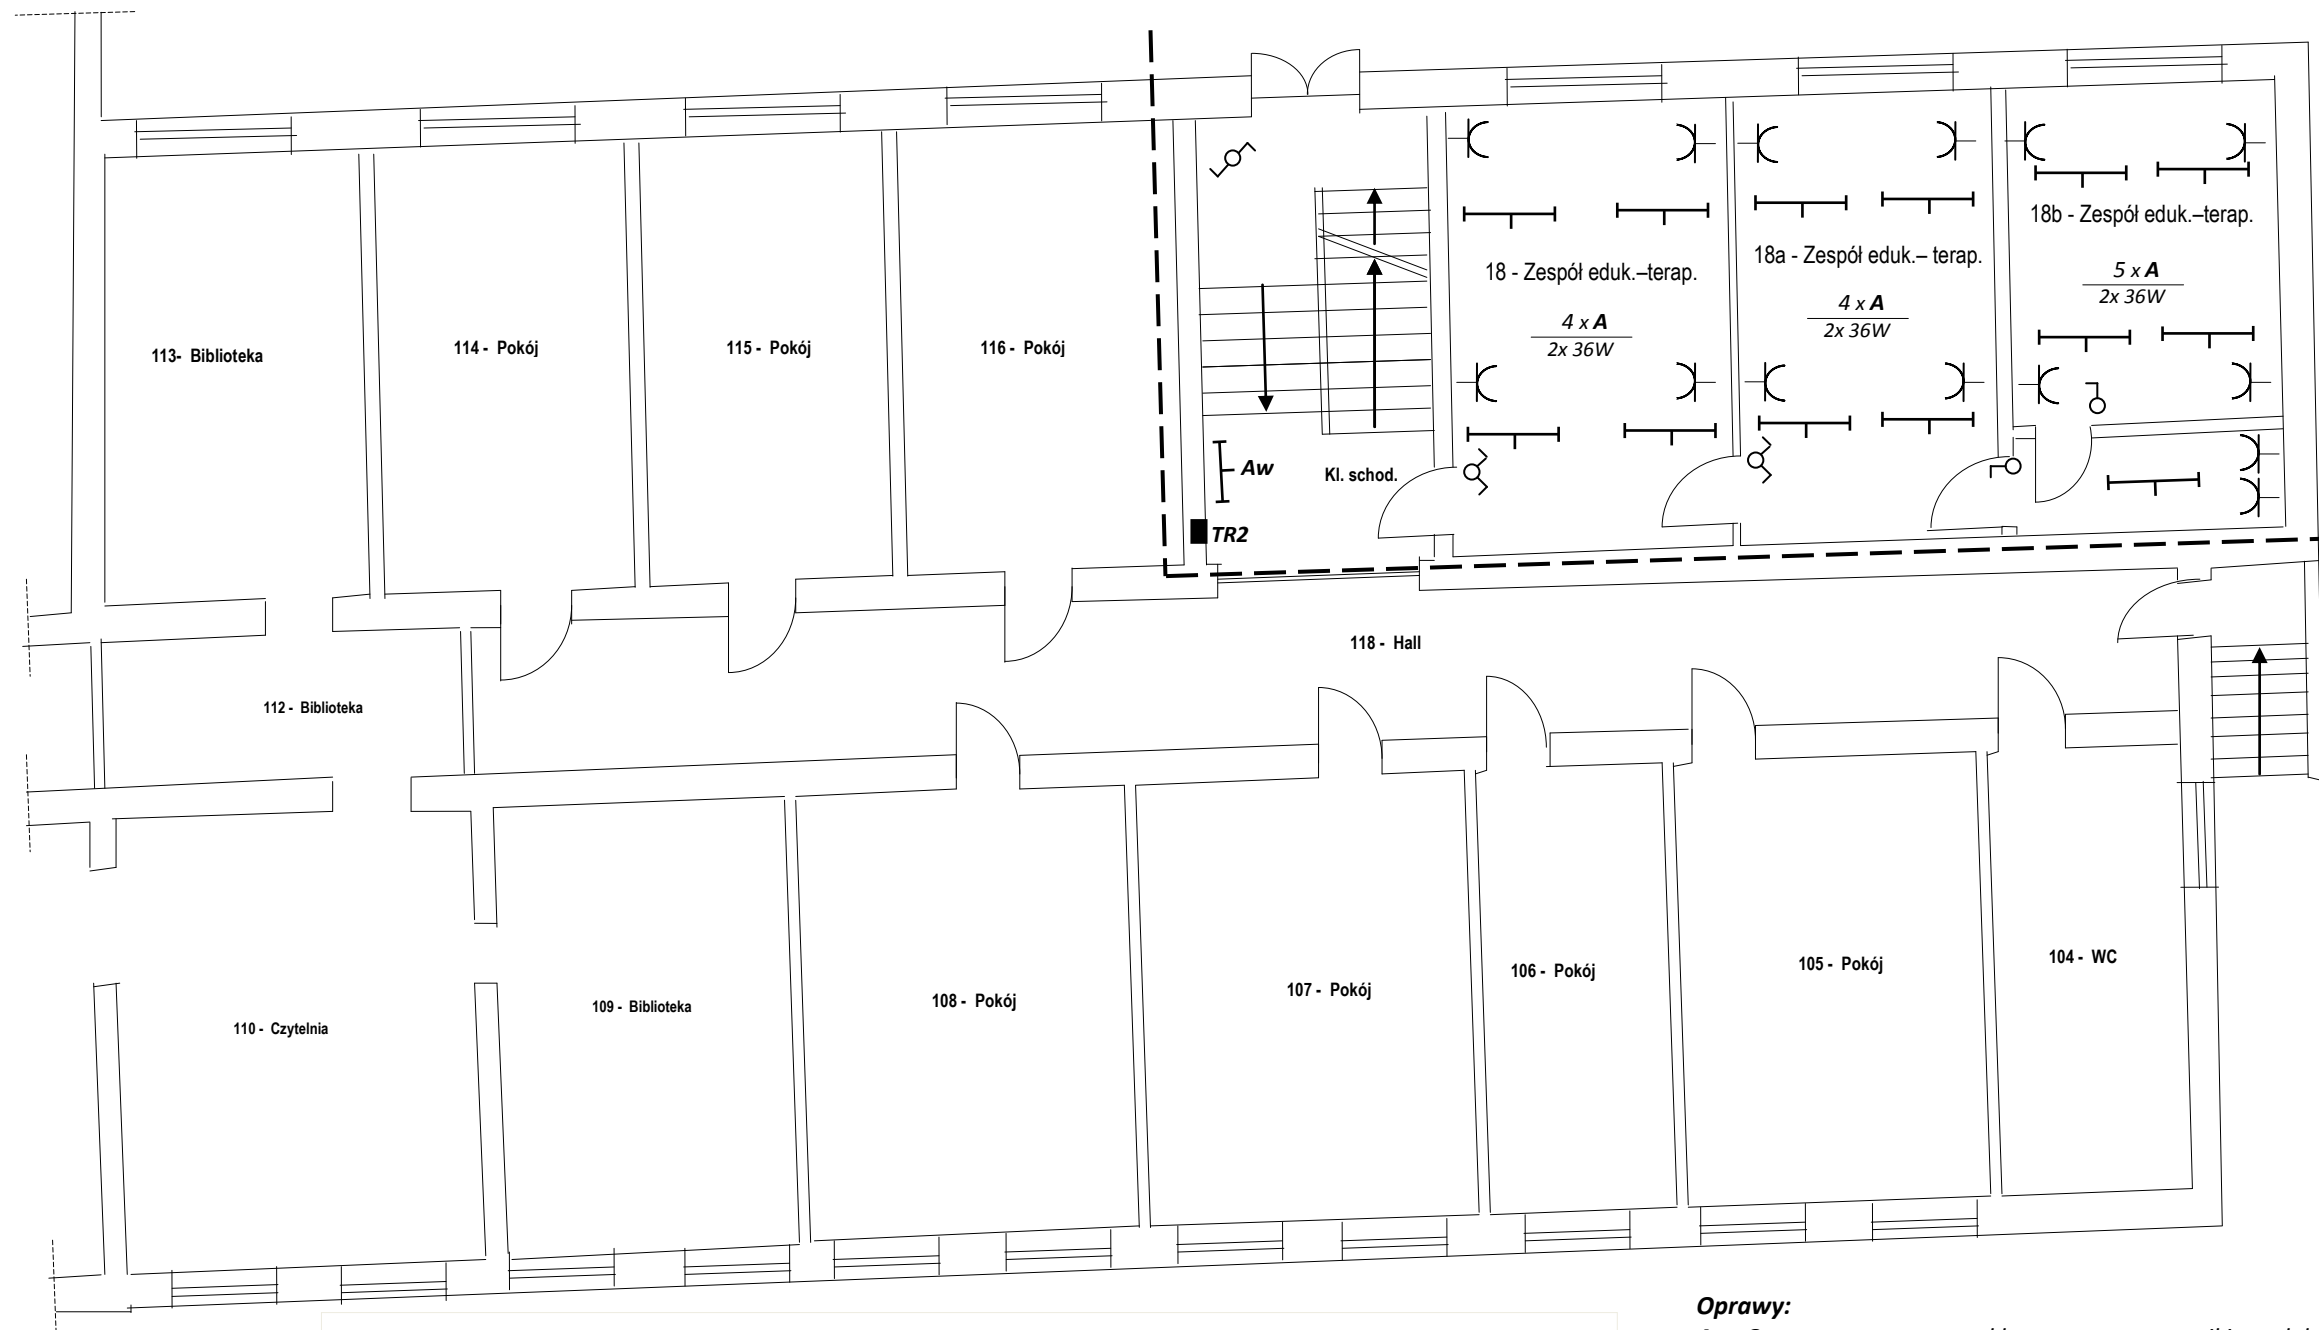 18b - Zespół eduk.–terap.
5 x A
2x 36W
18a - Zespół eduk.– terap.
4 x A
2x 36W
18 - Zespół eduk.–terap.
4 x A
2x 36W
113- Biblioteka
114 - Pokój
115 - Pokój
116 - Pokój
Aw
Kl. schod.
TR2
118 - Hall
112 - Biblioteka
110 - Czytelnia
109 - Biblioteka
108 - Pokój
107 - Pokój
106 - Pokój
105 - Pokój
104 - WC
Oprawy: